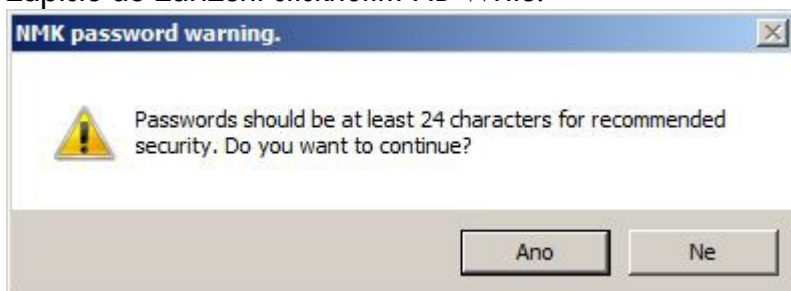 NMK password warning.
Passwords should be at least 24 characters for recommended
security. Do you want to continue?
Ano
Ne